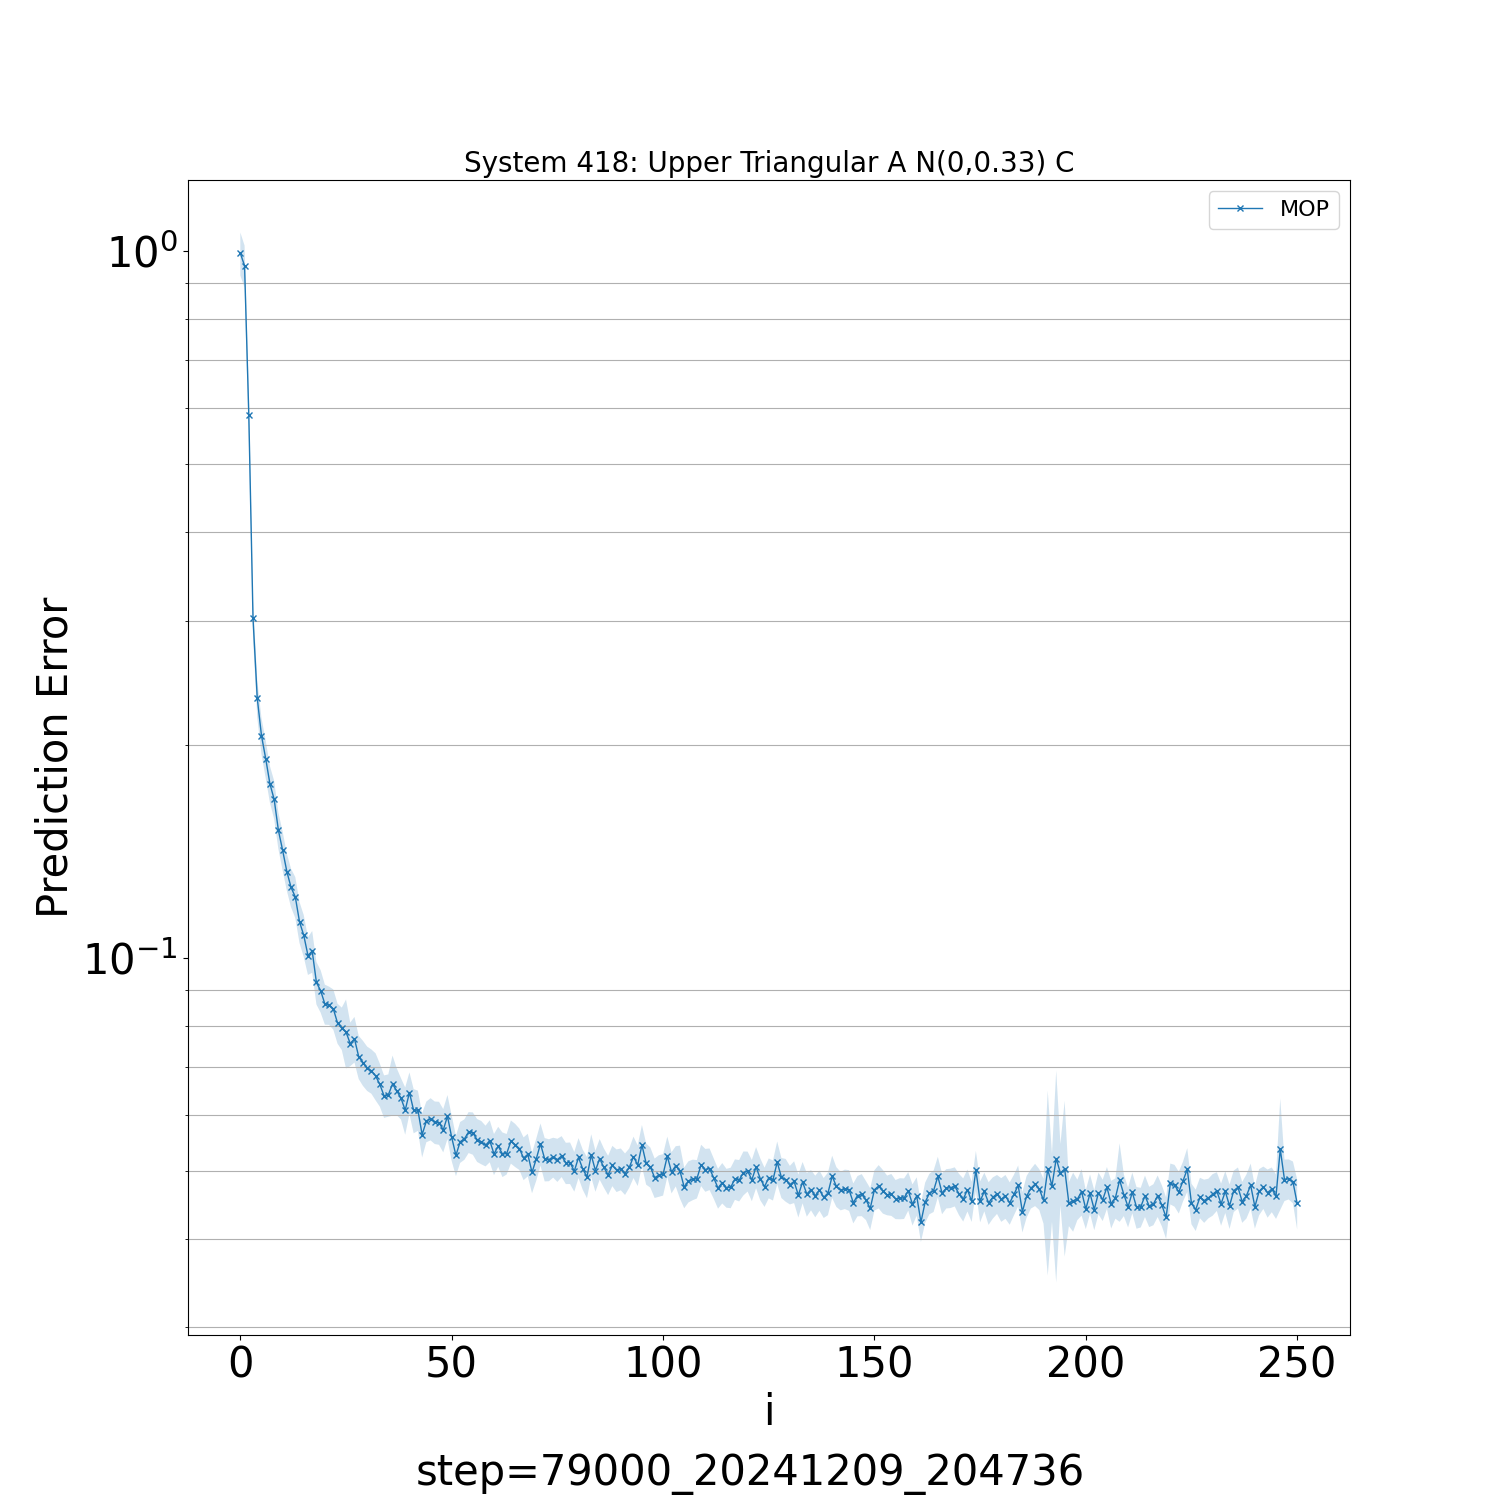 System 418: Upper Triangular A N(0,0.33) C
MOP
Prediction Error
10⁰
10⁻¹
0 50 100 150 200 250
i
step=79000_20241209_204736